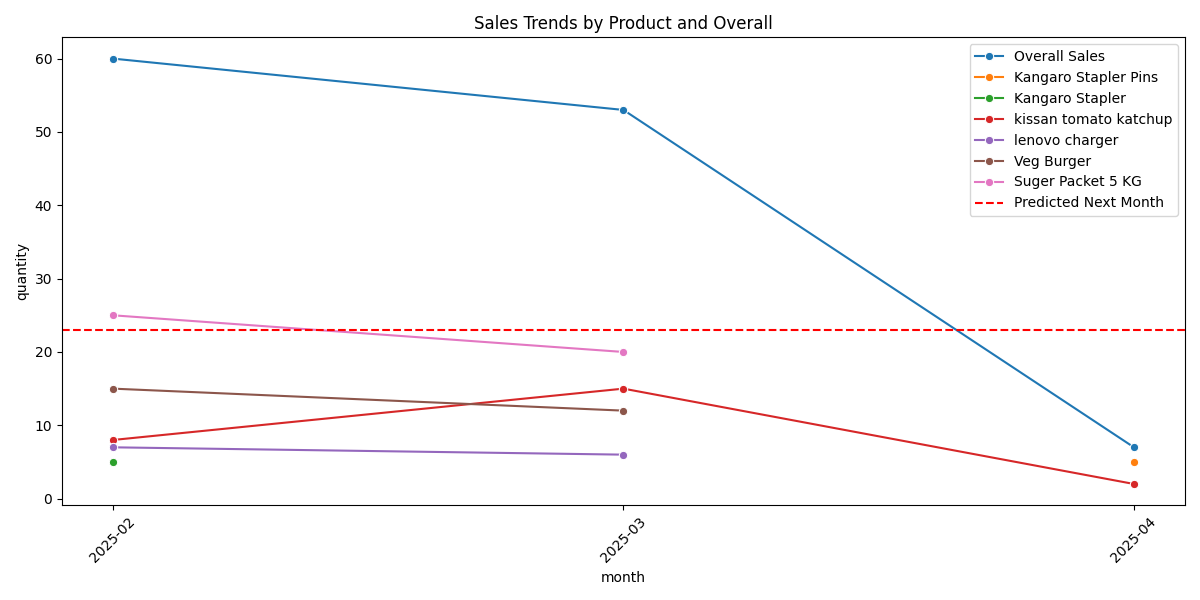 Sales Trends by Product and Overall
60
50
40
30
20
10
0
quantity
Overall Sales
Kangaro Stapler Pins
Kangaro Stapler
kissan tomato katchup
lenovo charger
Veg Burger
Suger Packet 5 KG
Predicted Next Month
2025-02
2025-03
2025-04
month